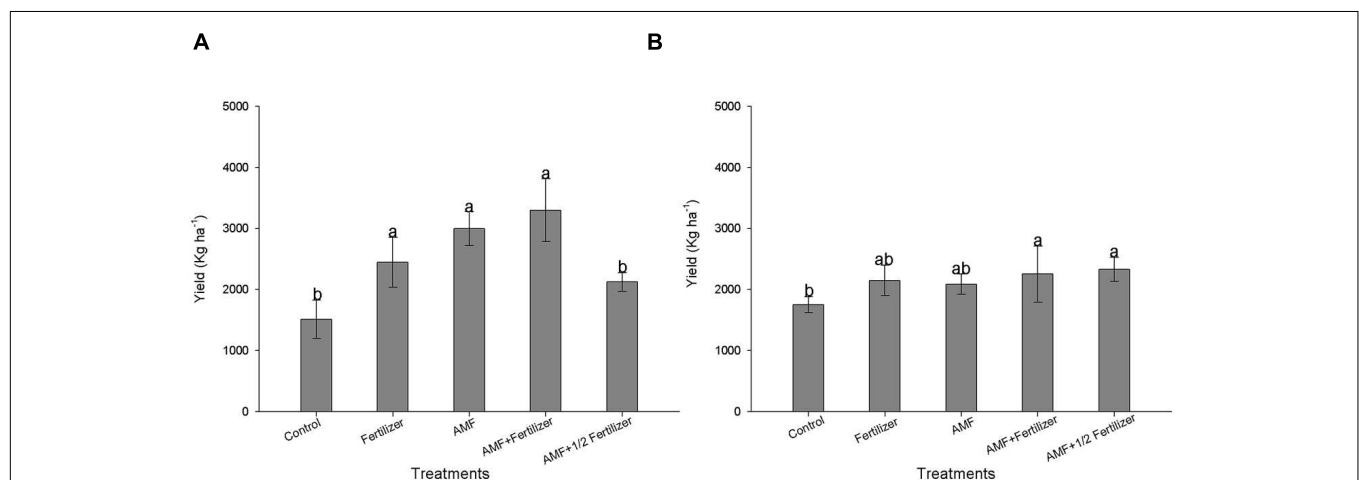 A
B
5000
4000
3000
2000
1000
0
Yield (Kg ha-1)
b
a
a
a
b
Control
Fertilizer
AMF
AMF+Fertilizer
AMF+1/2 Fertilizer
Treatments
5000
4000
3000
2000
1000
0
Yield (Kg ha-1)
b
ab
ab
a
a
Control
Fertilizer
AMF
AMF+Fertilizer
AMF+1/2 Fertilizer
Treatments